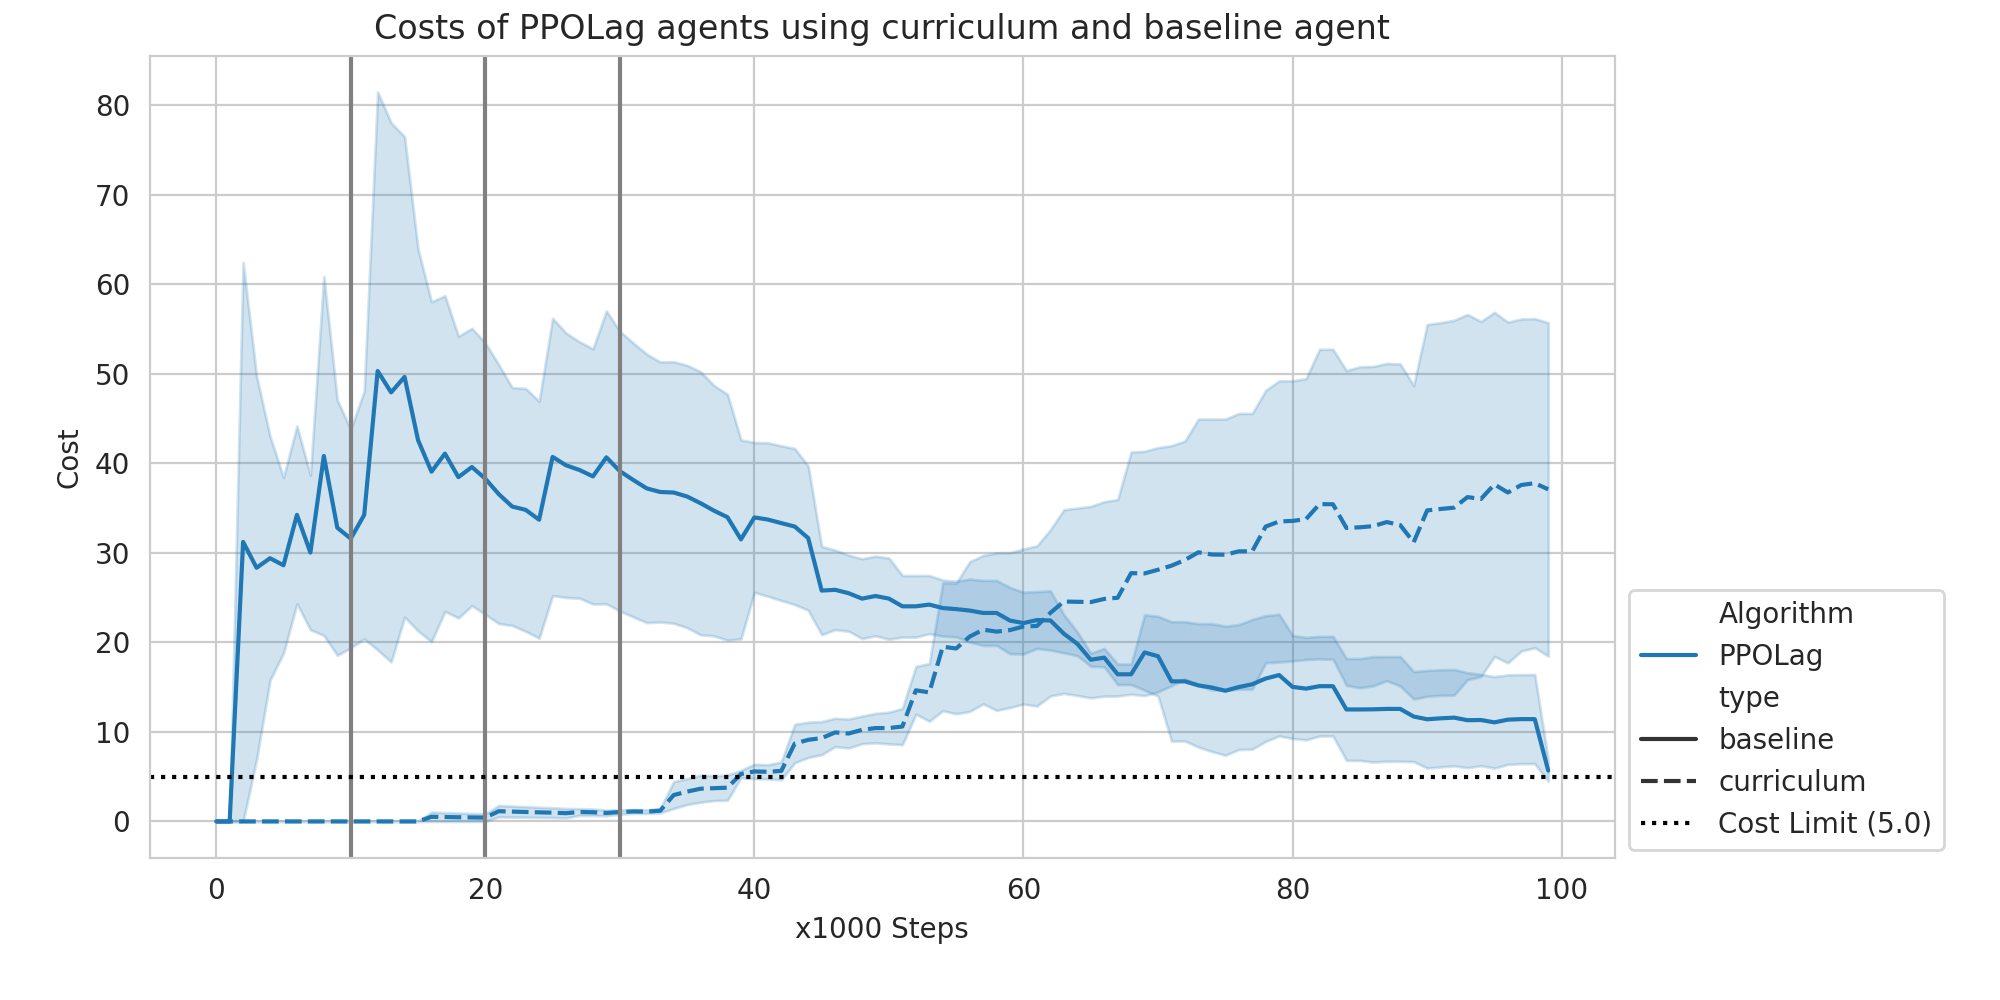 Costs of PPOLag agents using curriculum and baseline agent
80
70
60
50
40
30
20
10
0
Cost
0 20 40 60 80 100
x1000 Steps
Algorithm
PPOLag
type
baseline
curriculum
Cost Limit (5.0)